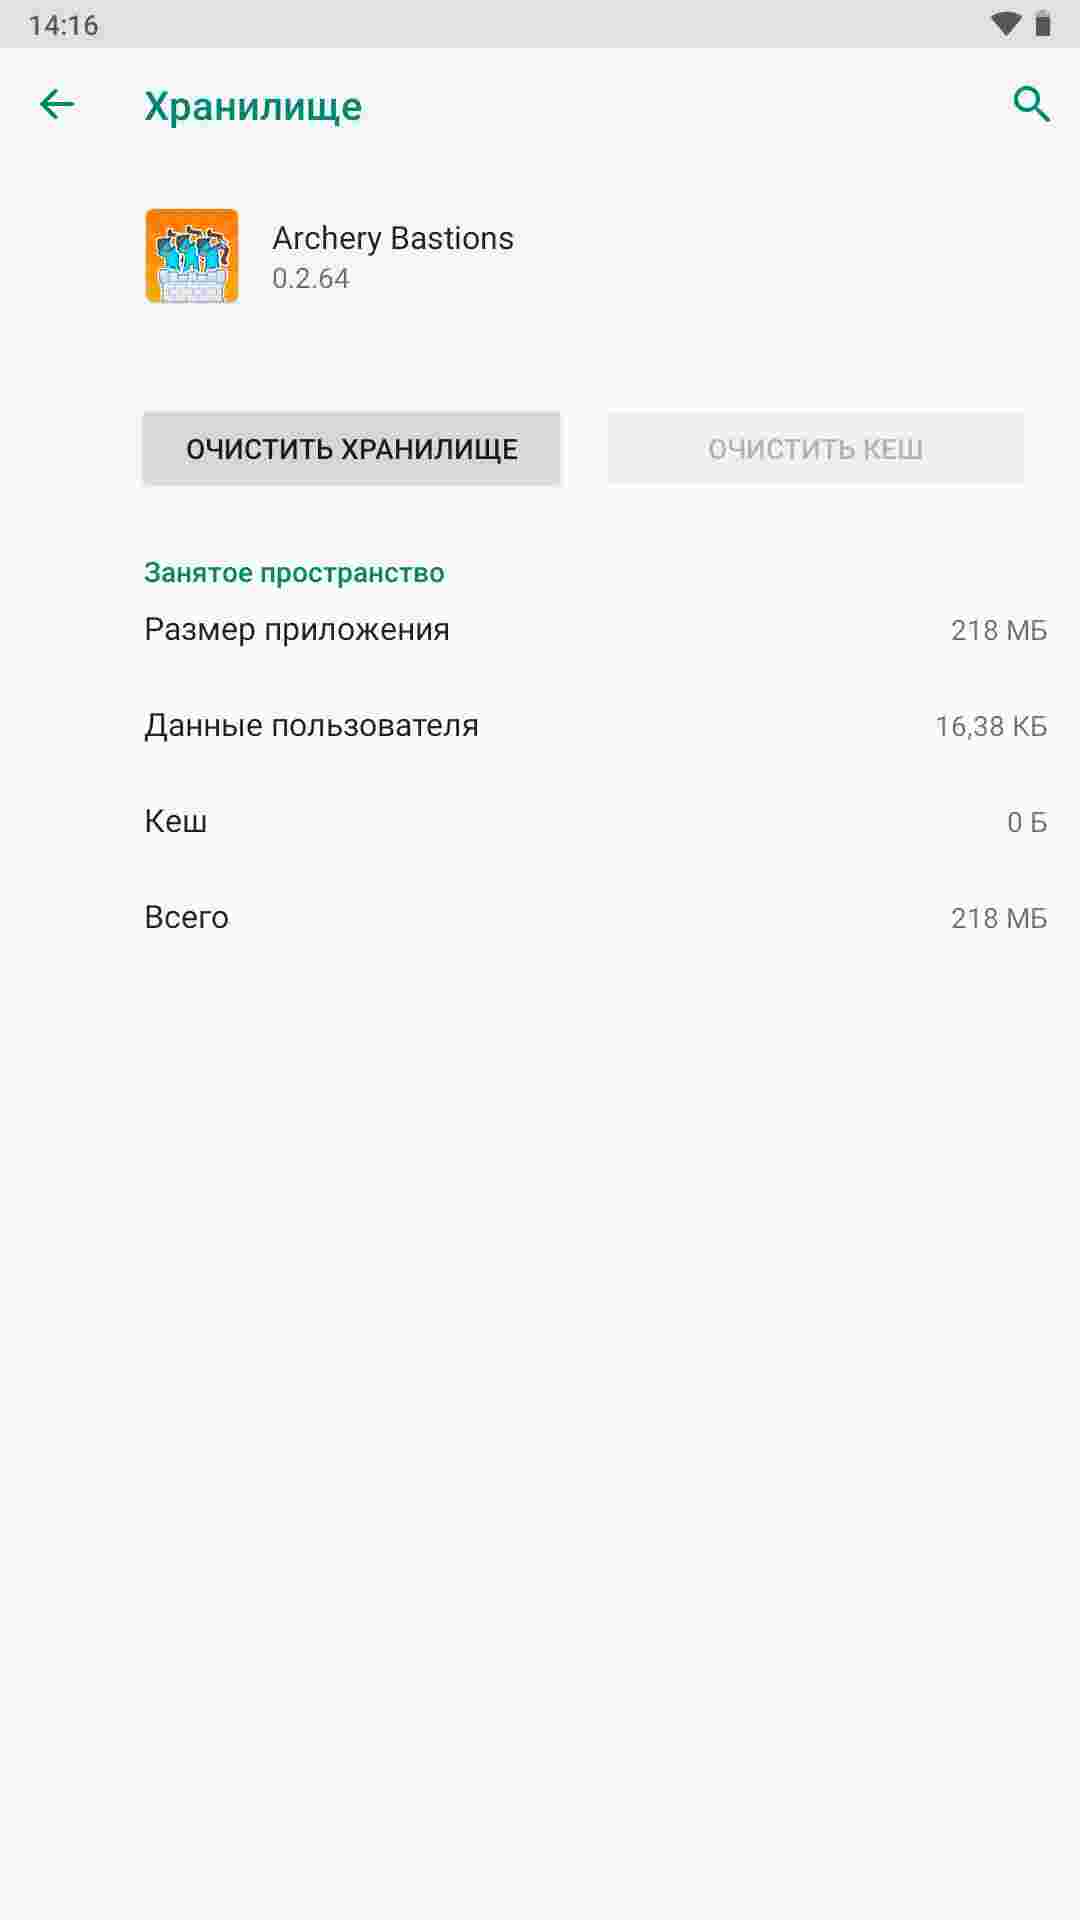 14:16
Хранилище
Archery Bastions
0.2.64
ОЧИСТИТЬ ХРАНИЛИЩЕ
ОЧИСТИТЬ КЕШ
Занятое пространство
Размер приложения 218 МБ
Данные пользователя 16,38 КБ
Кеш 0 Б
Всего 218 МБ